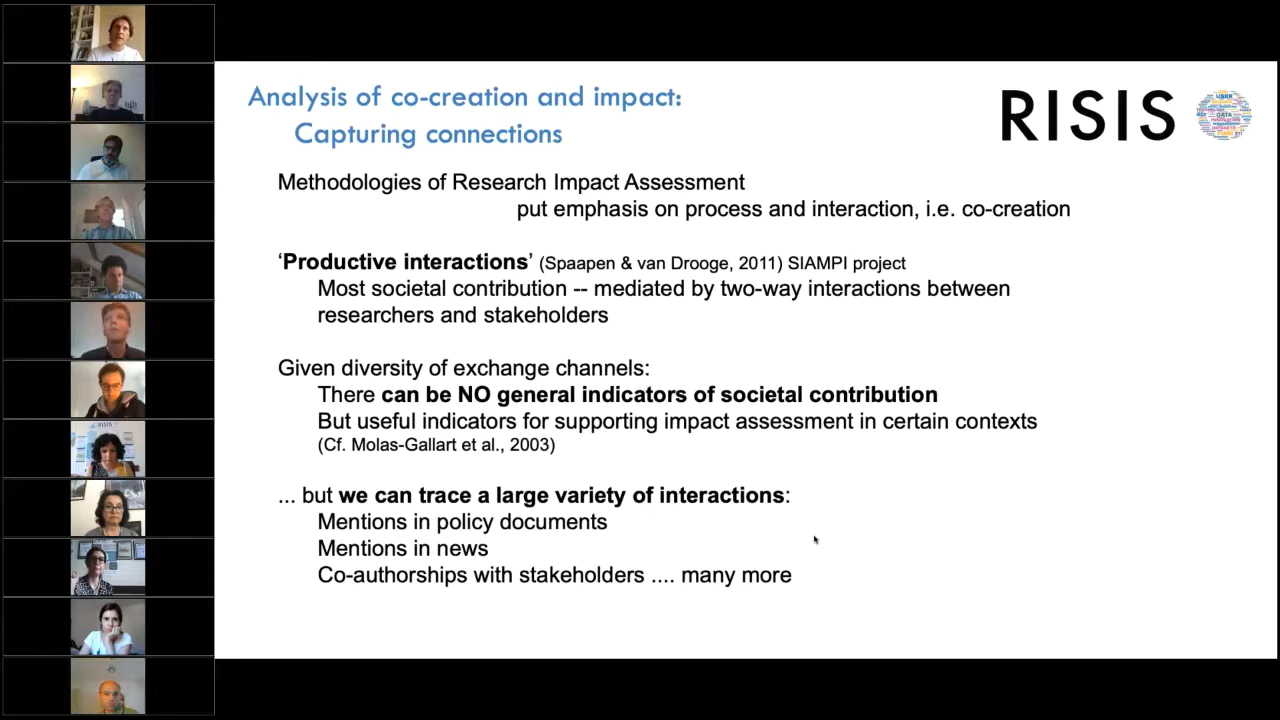 Analysis of co-creation and impact:
Capturing connections
RISIS
USER
DATA
Methodologies of Research Impact Assessment
put emphasis on process and interaction, i.e. co-creation
‘Productive interactions’ (Spaapen & van Drooge, 2011) SIAMPI project
Most societal contribution -- mediated by two-way interactions between
researchers and stakeholders
Given diversity of exchange channels:
There can be NO general indicators of societal contribution
But useful indicators for supporting impact assessment in certain contexts
(Cf. Molas-Gallart et al., 2003)
... but we can trace a large variety of interactions:
Mentions in policy documents
Mentions in news
Co-authorships with stakeholders .... many more